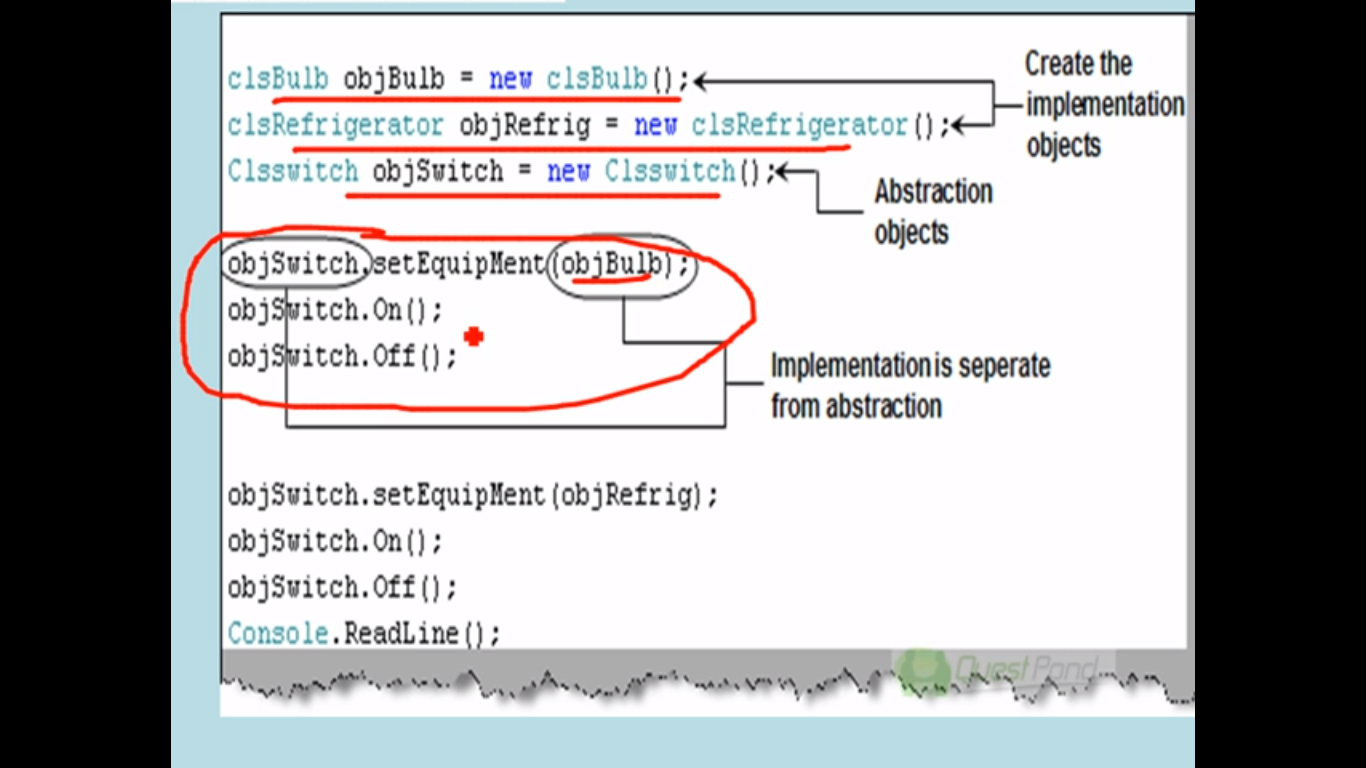 clsBulb objBulb = new clsBulb();
clsRefrigerator objRefrig = new clsRefrigerator();
Clsswitch objSwitch = new Clsswitch();
Create the
implementation
objects
Abstraction
objects
objSwitch.setEquipMent(objBulb);
objSwitch.On();
objSwitch.Off();
Implementation is seperate
from abstraction
objSwitch.setEquipMent(objRefrig);
objSwitch.On();
objSwitch.Off();
Console.ReadLine();
QuestPond